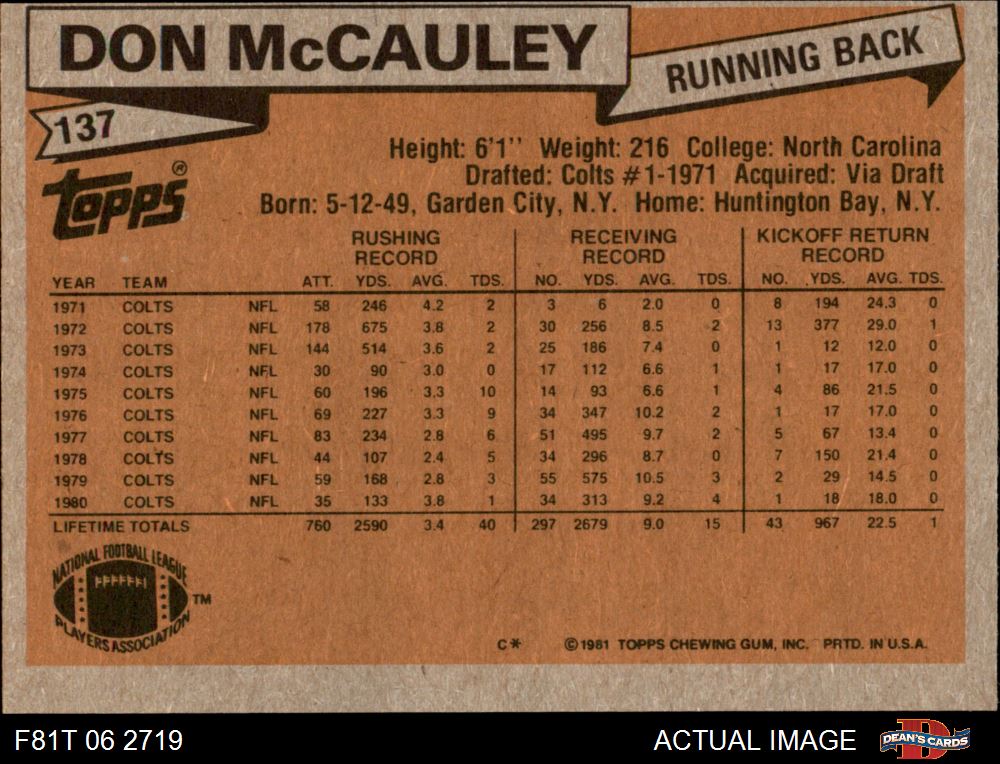 DON McCAULEY
RUNNING BACK
137
Topps®
Height: 6'1'' Weight: 216 College: North Carolina
Drafted: Colts #1-1971 Acquired: Via Draft
Born: 5-12-49, Garden City, N.Y. Home: Huntington Bay, N.Y.
RUSHING RECORD RECEIVING RECORD KICKOFF RETURN RECORD
YEAR TEAM ATT. YDS. AVG. TDS. NO. YDS. AVG. TDS. NO. YDS. AVG. TDS.
1971 COLTS NFL 58 246 4.2 2 3 6 2.0 0 8 194 24.3 0
1972 COLTS NFL 178 675 3.8 2 30 256 8.5 2 13 377 29.0 1
1973 COLTS NFL 144 514 3.6 2 25 186 7.4 0 1 12 12.0 0
1974 COLTS NFL 30 90 3.0 0 17 112 6.6 1 1 17 17.0 0
1975 COLTS NFL 60 196 3.3 10 14 93 6.6 1 4 86 21.5 0
1976 COLTS NFL 69 227 3.3 9 34 347 10.2 2 1 17 17.0 0
1977 COLTS NFL 83 234 2.8 6 51 495 9.7 2 5 67 13.4 0
1978 COLTS NFL 44 107 2.4 5 34 296 8.7 0 7 150 21.4 0
1979 COLTS NFL 59 168 2.8 3 55 575 10.5 3 2 29 14.5 0
1980 COLTS NFL 35 133 3.8 1 34 313 9.2 4 1 18 18.0 0
LIFETIME TOTALS 760 2590 3.4 40 297 2679 9.0 15 43 967 22.5 1
NATIONAL FOOTBALL LEAGUE
PLAYERS ASSOCIATION
TM
C* ©1981 TOPPS CHEWING GUM, INC. PRTD. IN U.S.A.
F81T 06 2719
ACTUAL IMAGE
D
DEAN'S CARDS